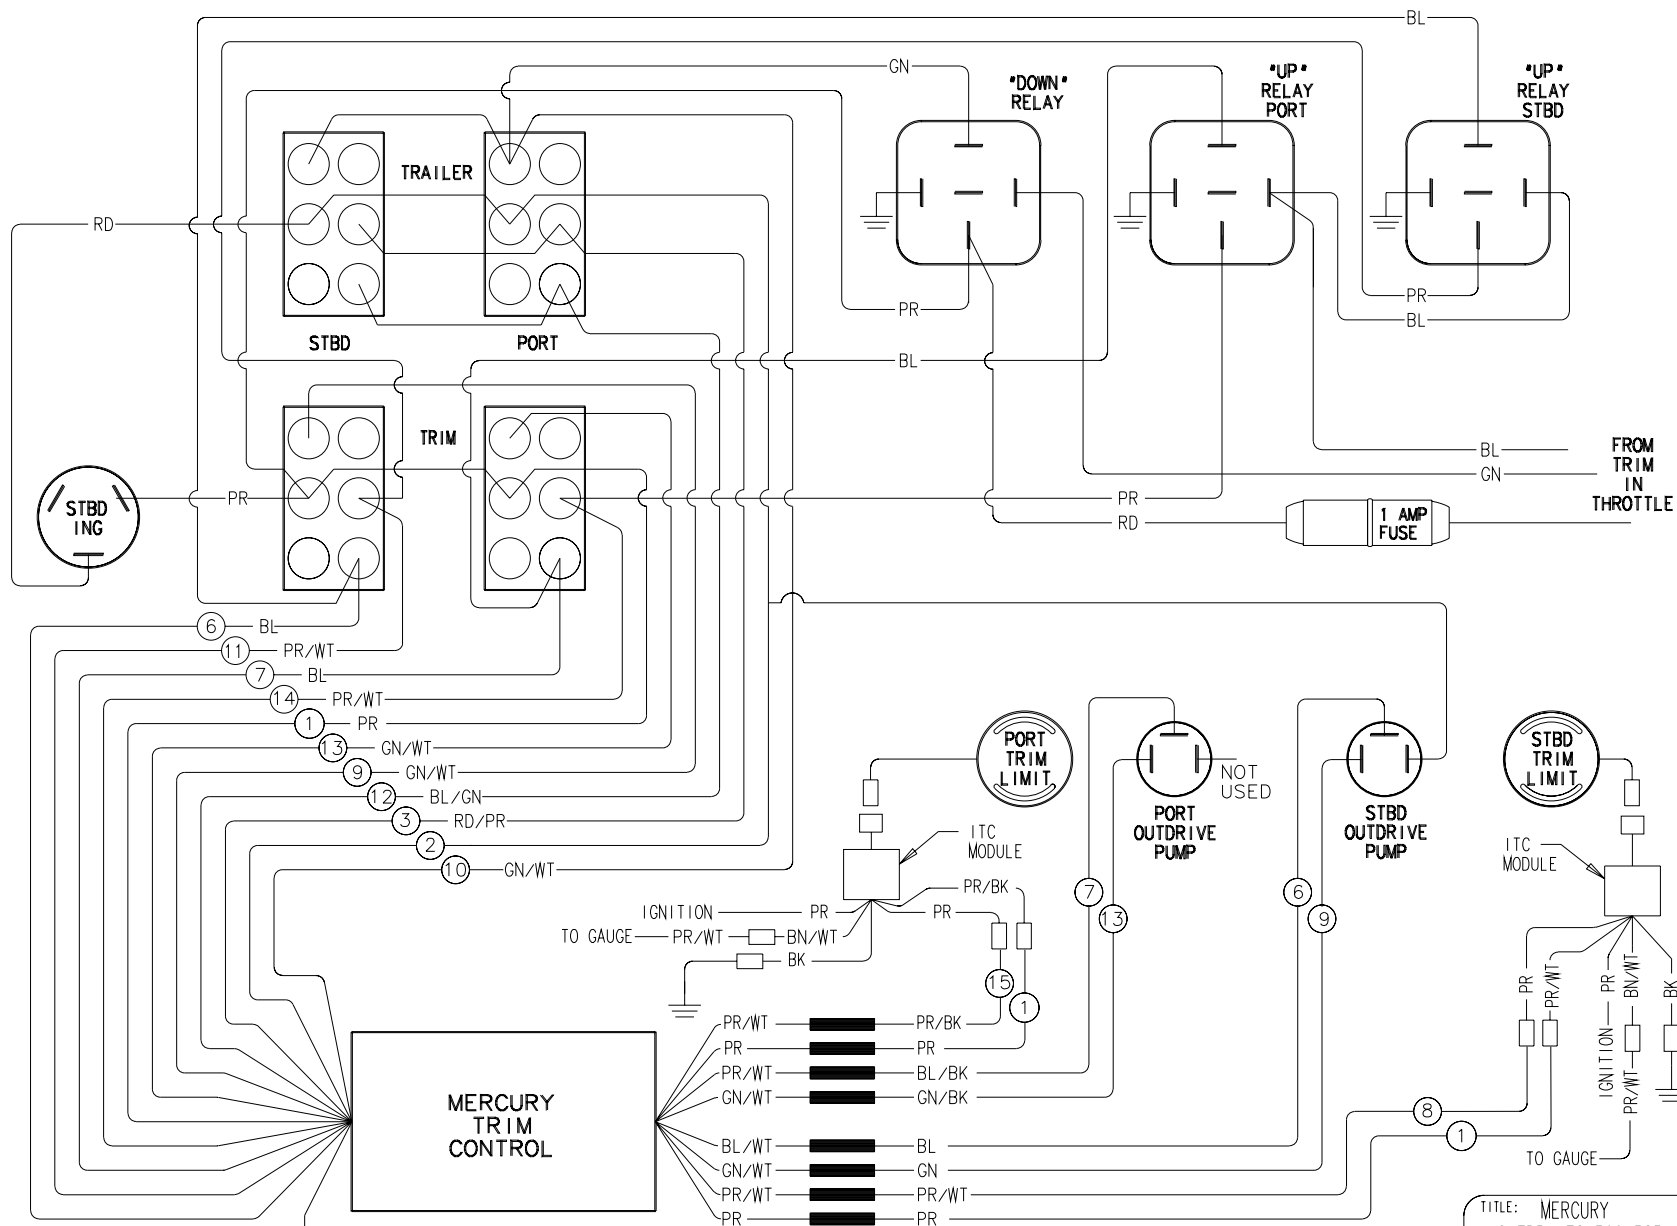 BL
GN
"DOWN"
RELAY
"UP"
RELAY
PORT
"UP"
RELAY
STBD
TRAILER
RD
STBD
PORT
PR
PR
BL
BL
TRIM
BL
GN
FROM
TRIM
IN
THROTTLE
STBD
ING
PR
PR
RD
1 AMP
FUSE
6 BL
11 PR/WT
7 BL
14 PR/WT
1 PR
13 GN/WT
9 GN/WT
12 BL/GN
3 RD/PR
2
10 GN/WT
PORT
TRIM
LIMIT
NOT
USED
PORT
OUTDRIVE
PUMP
STBD
OUTDRIVE
PUMP
STBD
TRIM
LIMIT
ITC
MODULE
ITC
MODULE
PR/BK
IGNITION PR
PR
TO GAUGE PR/WT BN/WT
BK
7
13
6
9
15
1
PR
PR/WT
IGNITION PR
PR/WT BN/WT
BK
TO GAUGE
MERCURY
TRIM
CONTROL
PR/WT PR/BK
PR PR
PR/WT BL/BK
GN/WT GN/BK
BL/WT BL
GN/WT GN
PR/WT PR/WT
PR PR
8
1
TITLE: MERCURY